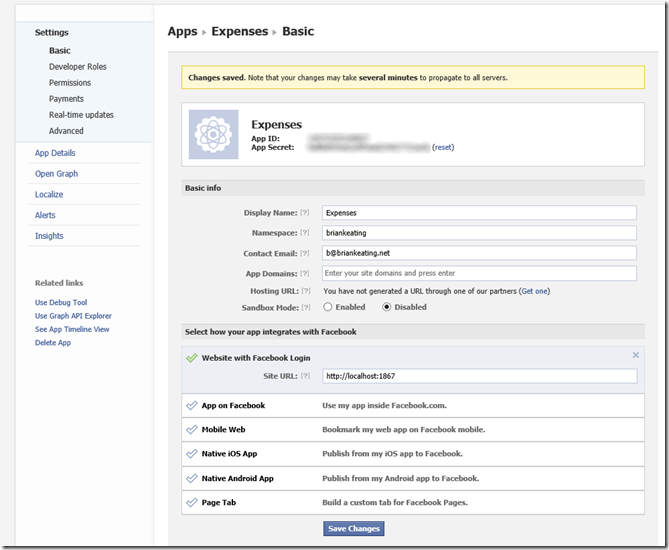 Settings
Basic
Developer Roles
Permissions
Payments
Real-time updates
Advanced
App Details
Open Graph
Localize
Alerts
Insights
Related links
Use Debug Tool
Use Graph API Explorer
See App Timeline View
Delete App
Apps ▸ Expenses ▸ Basic
Changes saved. Note that your changes may take several minutes to propagate to all servers.
Expenses
App ID:
App Secret: (reset)
Basic info
Display Name: [?] Expenses
Namespace: [?] briankeating
Contact Email: [?] b@briankeating.net
App Domains: [?] Enter your site domains and press enter
Hosting URL: [?] You have not generated a URL through one of our partners (Get one)
Sandbox Mode: [?] Enabled Disabled
Select how your app integrates with Facebook
Website with Facebook Login
Site URL: [?] http://localhost:1867
App on Facebook Use my app inside Facebook.com.
Mobile Web Bookmark my web app on Facebook mobile.
Native iOS App Publish from my iOS app to Facebook.
Native Android App Publish from my Android app to Facebook.
Page Tab Build a custom tab for Facebook Pages.
Save Changes